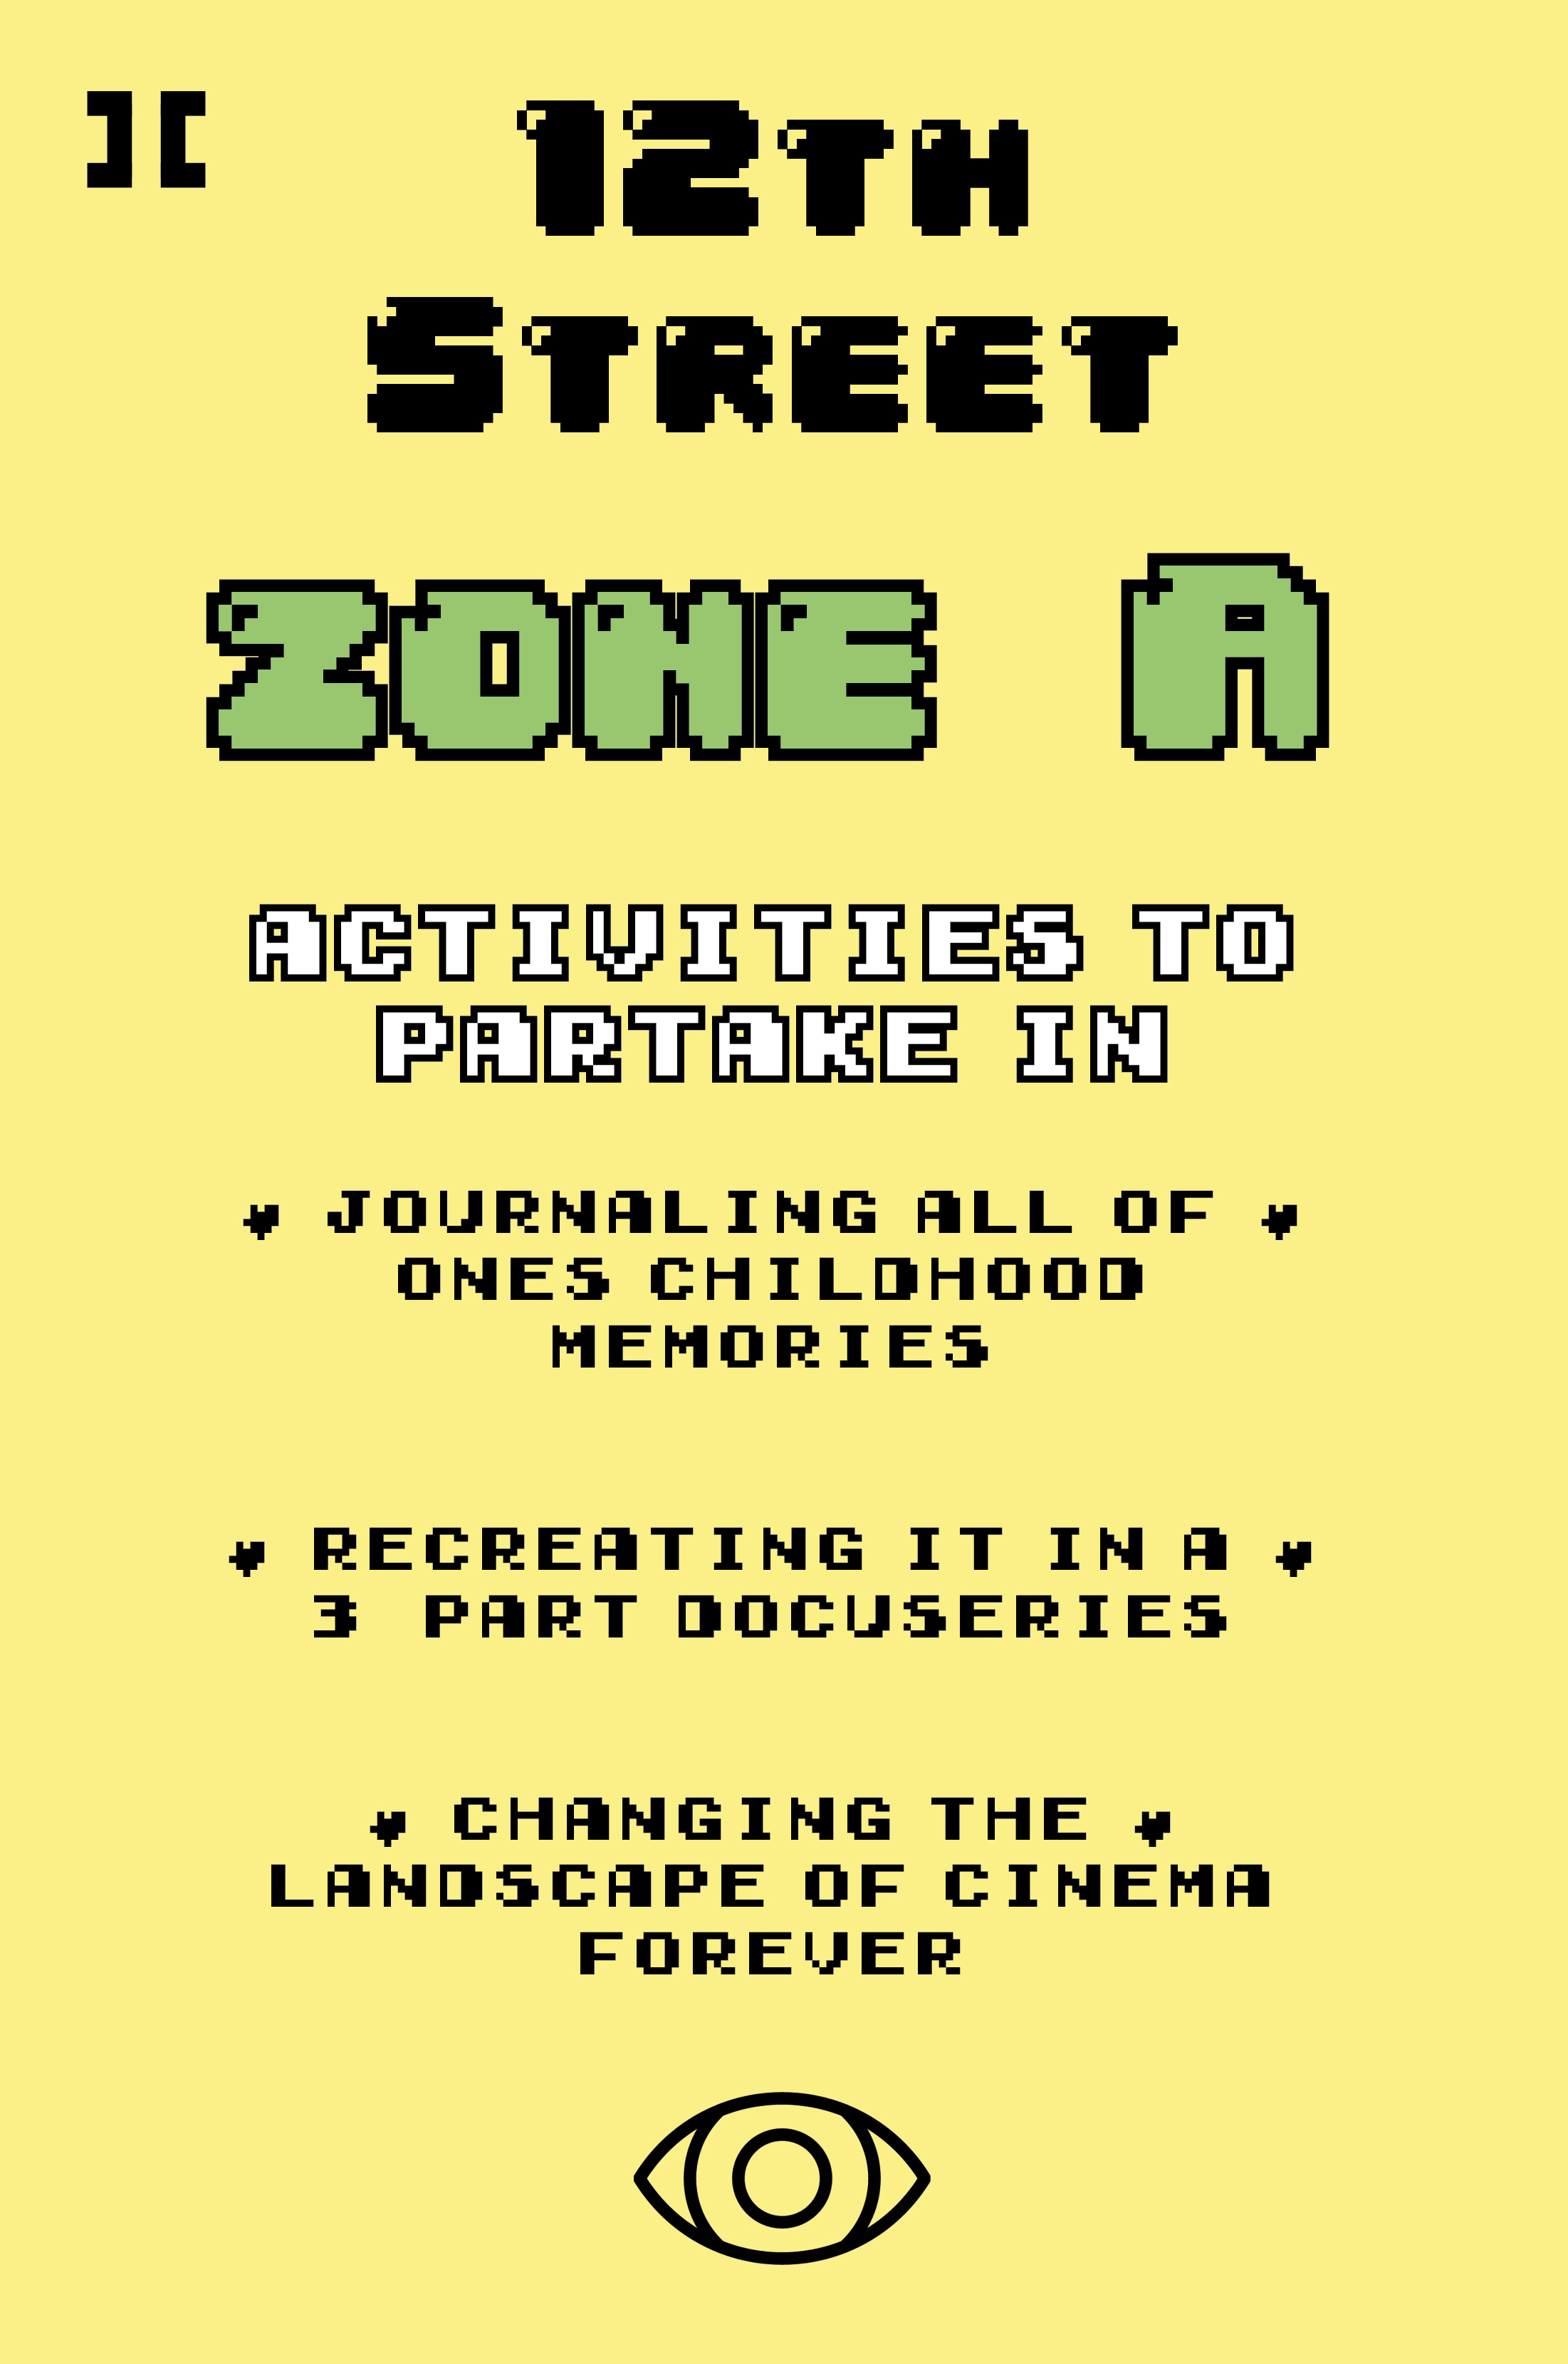 ][
12TH
STREET
ZONE A
ACTIVITIES TO
PARTAKE IN
♥ JOURNALING ALL OF ♥
ONES CHILDHOOD
MEMORIES
♥ RECREATING IT IN A ♥
3 PART DOCUSERIES
♥ CHANGING THE ♥
LANDSCAPE OF CINEMA
FOREVER